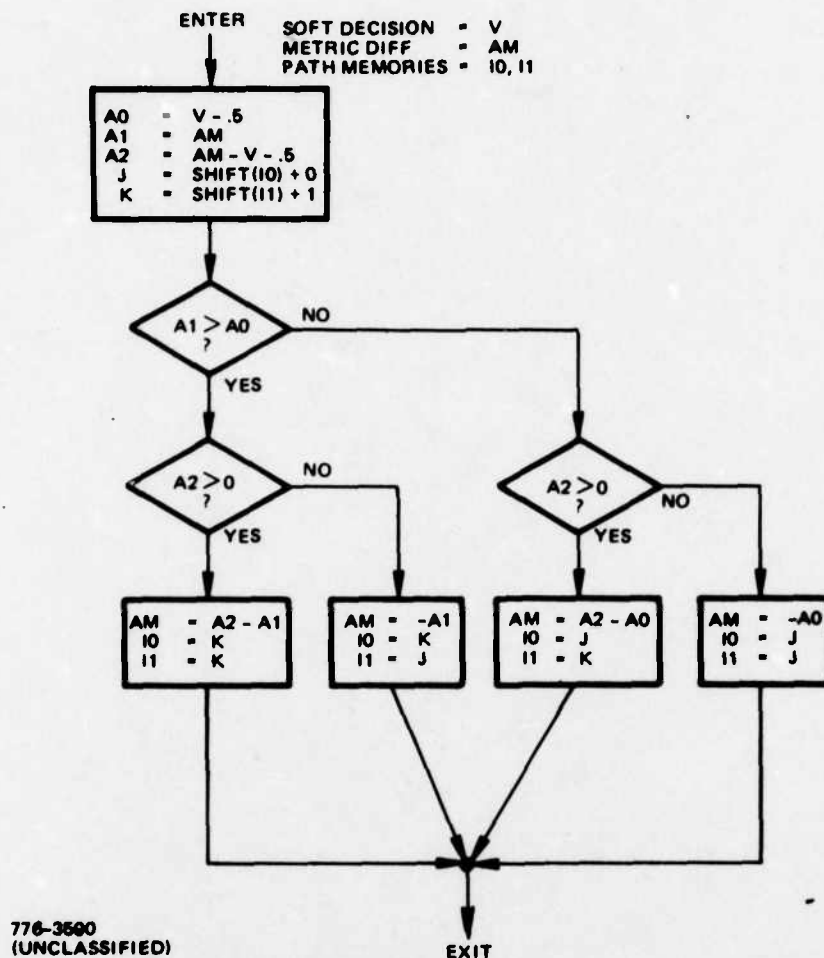 ENTER
SOFT DECISION = V
METRIC DIFF = AM
PATH MEMORIES = I0, I1
A0 = V - .5
A1 = AM
A2 = AM - V - .5
J = SHIFT(I0) + 0
K = SHIFT(I1) + 1
A1 > A0
?
NO
YES
A2 > 0
?
NO
YES
A2 > 0
?
NO
YES
AM = A2 - A1
I0 = K
I1 = K
AM = -A1
I0 = K
I1 = J
AM = A2 - A0
I0 = J
I1 = K
AM = -A0
I0 = J
I1 = J
776-3590
(UNCLASSIFIED)
EXIT